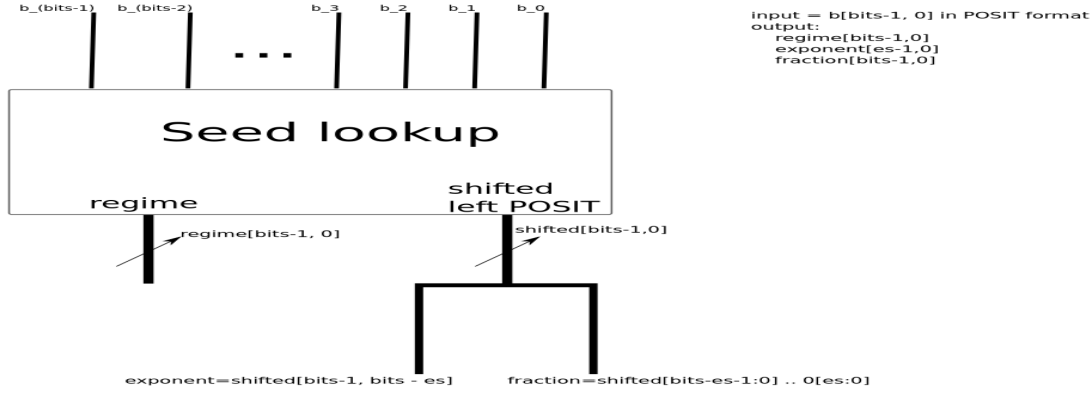 b_(bits-1) b_(bits-2) b_3 b_2 b_1 b_0
input = b[bits-1, 0] in POSIT format
output:
regime[bits-1,0]
exponent[es-1,0]
fraction[bits-1,0]
...
Seed lookup
regime
shifted
left POSIT
regime[bits-1, 0]
shifted[bits-1,0]
exponent=shifted[bits-1, bits - es]
fraction=shifted[bits-es-1:0] .. 0[es:0]